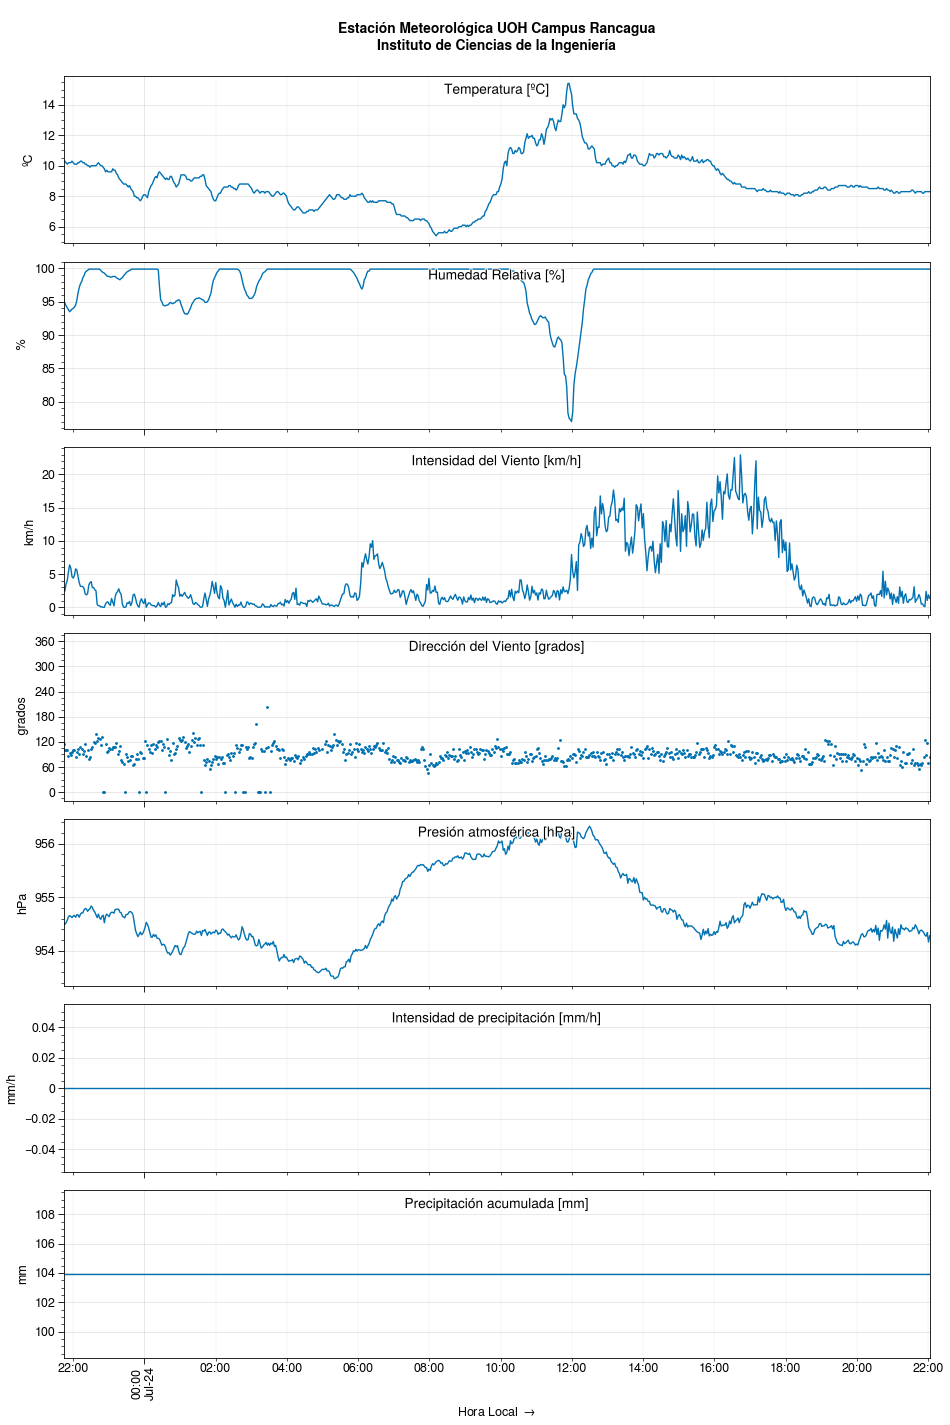 Estación Meteorológica UOH Campus Rancagua
Instituto de Ciencias de la Ingeniería
Temperatura [ºC]
ºC
14
12
10
8
6
Humedad Relativa [%]
%
100
95
90
85
80
Intensidad del Viento [km/h]
km/h
20
15
10
5
0
Dirección del Viento [grados]
grados
360
300
240
180
120
60
0
Presión atmosférica [hPa]
hPa
956
955
954
Intensidad de precipitación [mm/h]
mm/h
0.04
0.02
0
−0.02
−0.04
Precipitación acumulada [mm]
mm
108
106
104
102
100
22:00
00:00
Jul-24
02:00
04:00
06:00
08:00
10:00
12:00
14:00
16:00
18:00
20:00
22:00
Hora Local →